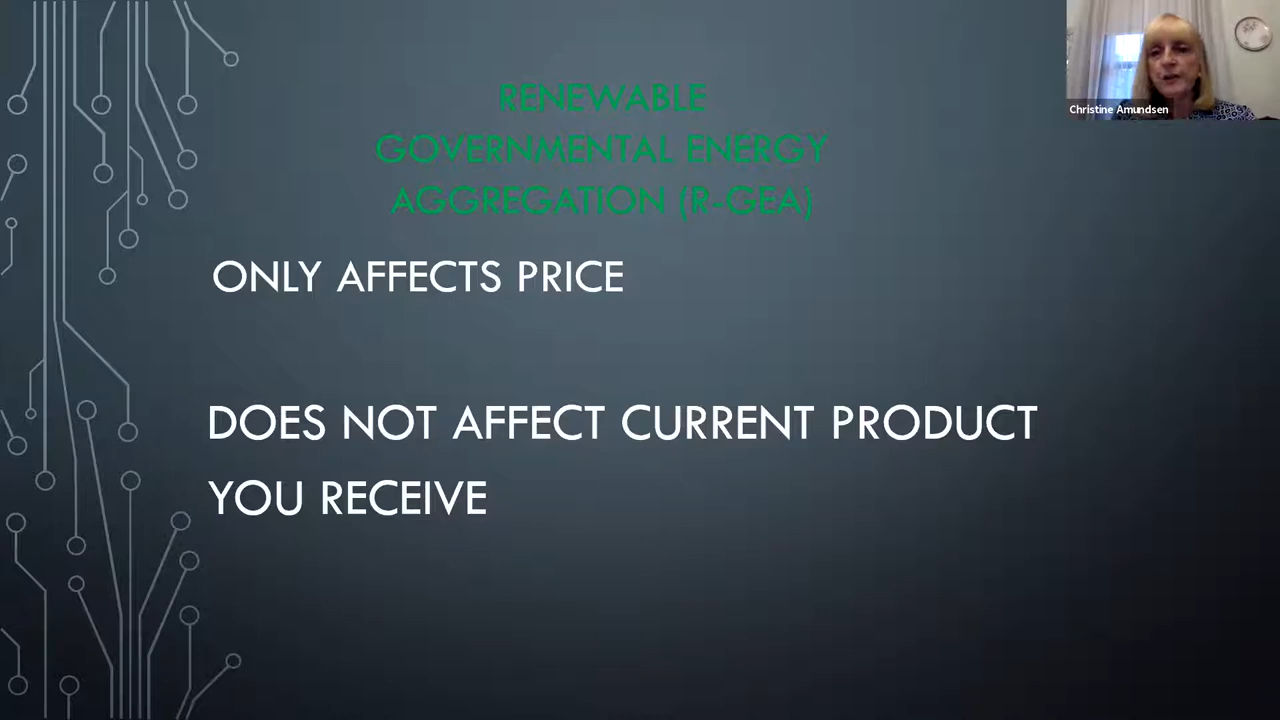 RENEWABLE
GOVERNMENTAL ENERGY
AGGREGATION (R-GEA)
ONLY AFFECTS PRICE
DOES NOT AFFECT CURRENT PRODUCT
YOU RECEIVE
Christine Amundsen